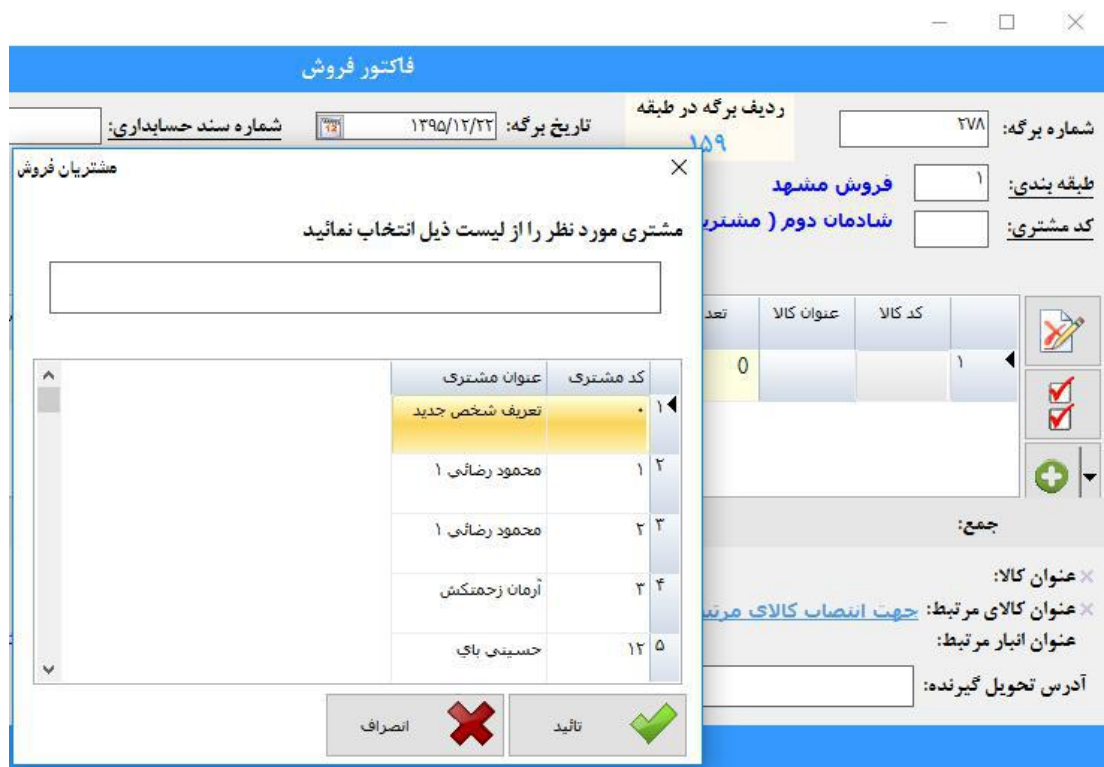 فاکتور فروش
شماره برگه: ۲۷۸
ردیف برگه در طبقه
۱۵۹
تاریخ برگه: ۱۳۹۵/۱۲/۲۲
شماره سند حسابداری:
طبقه بندی: ۱ فروش مشهد
کد مشتری: شادمان دوم (
کد کالا عنوان کالا
۱ 0
جمع:
عنوان کالا:
عنوان کالای مرتبط: جهت انتصاب کالای
عنوان انبار مرتبط:
آدرس تحویل گیرنده:
مشتریان فروش
مشتری مورد نظر را از لیست ذیل انتخاب نمائید
کد مشتری عنوان مشتری
۱ ۰ تعریف شخص جدید
۲ ۱ محمود رضائی ۱
۳ ۲ محمود رضائی ۱
۴ ۳ آرمان زحمتکش
۵ ۱۲ حسینی باي
تائید انصراف